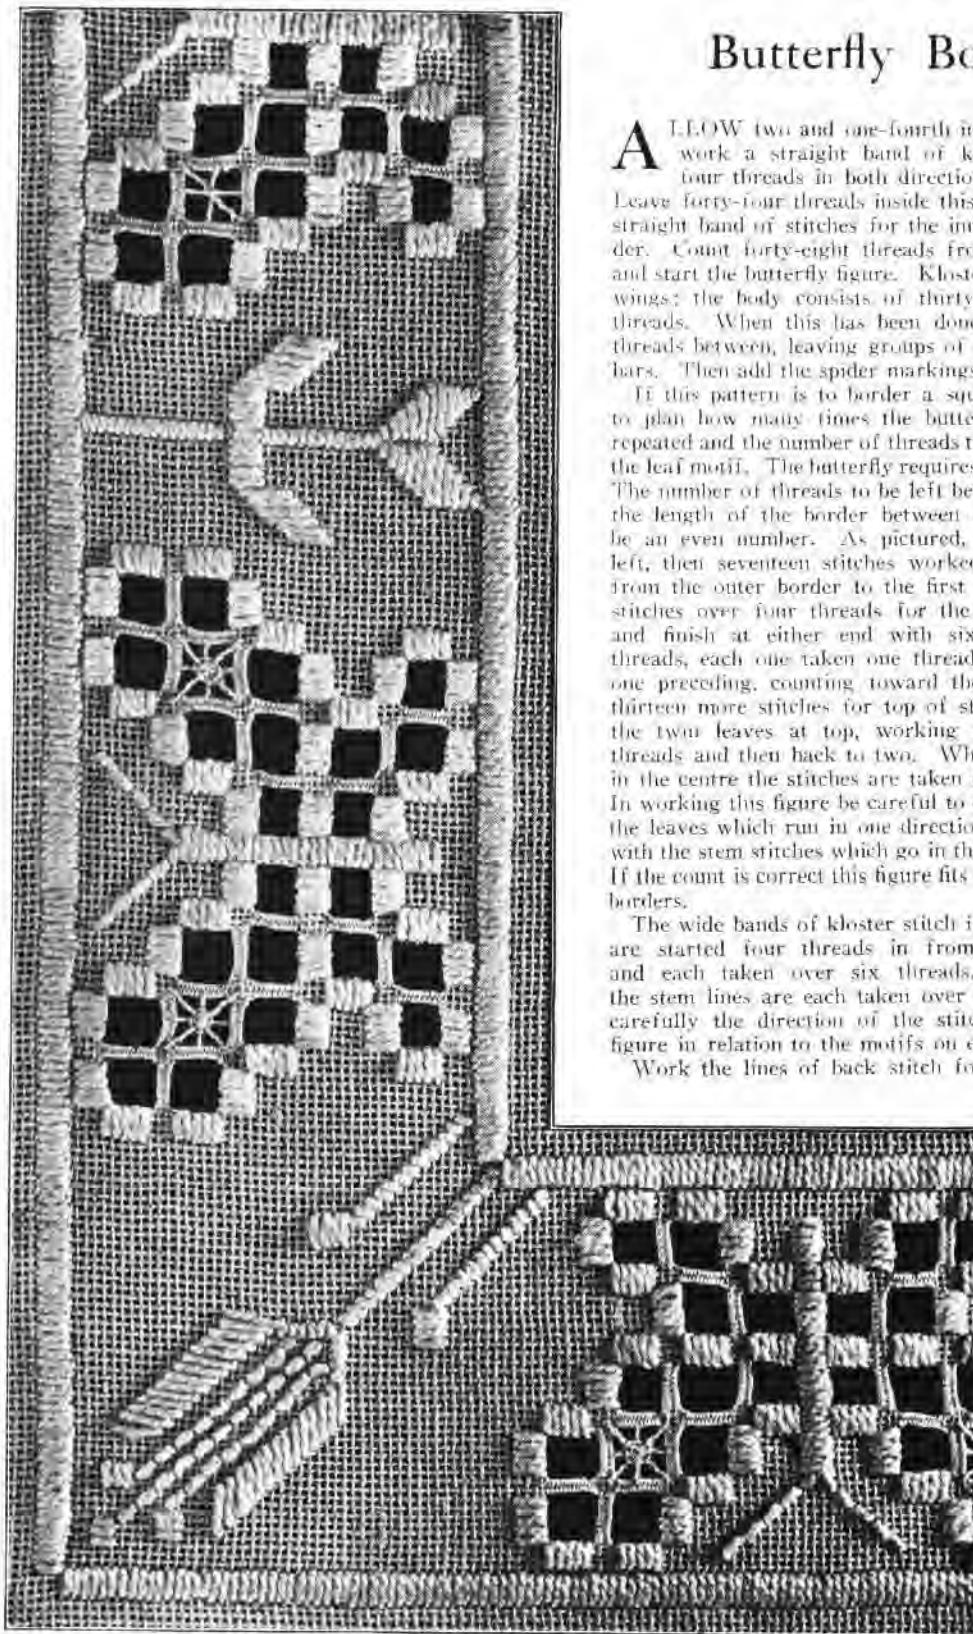 Butterfly Bo
ALLOW two and one-fourth i
work a straight band of k
four threads in both directio
Leave forty-four threads inside this
straight band of stitches for the in
der. Count forty-eight threads fr
and start the butterfly figure. Klost
wings; the body consists of thirty
threads. When this has been don
threads between, leaving groups of
bars. Then add the spider markings
If this pattern is to border a squ
to plan how many times the butte
repeated and the number of threads t
the leaf motif. The butterfly requires
The number of threads to be left be
the length of the border between
be an even number. As pictured,
left, then seventeen stitches worke
from the outer border to the first
stitches over four threads for the
and finish at either end with six
threads, each one taken one thread
one preceding, counting toward the
thirteen more stitches for top of st
the twin leaves at top, working
threads and then back to two. Wh
in the centre the stitches are taken
In working this figure be careful to
the leaves which run in one directio
with the stem stitches which go in th
If the count is correct this figure fits
borders.
The wide bands of kloster stitch i
are started four threads in from
and each taken over six threads.
the stem lines are each taken over
carefully the direction of the stit
figure in relation to the motifs on e
Work the lines of back stitch fo